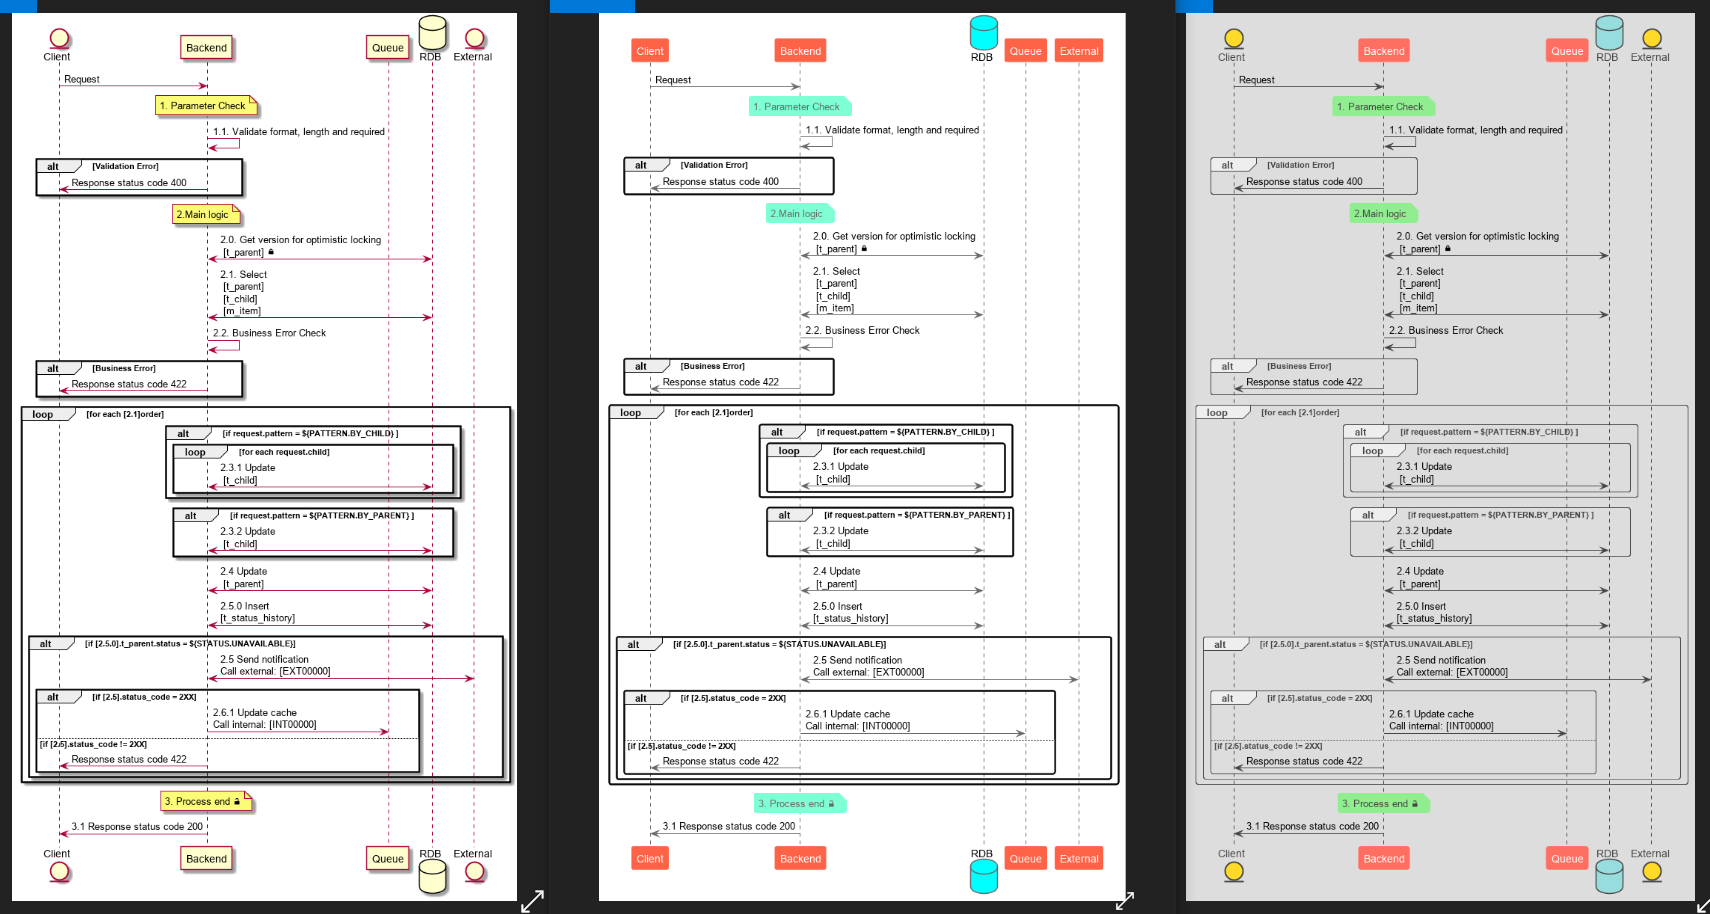 Client
Backend
Queue
RDB
External
Request
1. Parameter Check
1.1. Validate format, length and required
alt
[Validation Error]
Response status code 400
2.Main logic
2.0. Get version for optimistic locking
[t_parent] 🔒
2.1. Select
[t_parent]
[t_child]
[m_item]
2.2. Business Error Check
alt
[Business Error]
Response status code 422
loop
[for each [2.1]order]
alt
[if request.pattern = ${PATTERN.BY_CHILD} ]
loop
[for each request.child]
2.3.1 Update
[t_child]
alt
[if request.pattern = ${PATTERN.BY_PARENT} ]
2.3.2 Update
[t_child]
2.4 Update
[t_parent]
2.5.0 Insert
[t_status_history]
alt
[if [2.5.0].t_parent.status = ${STATUS.UNAVAILABLE}]
2.5 Send notification
Call external: [EXT00000]
alt
[if [2.5].status_code = 2XX]
2.6.1 Update cache
Call internal: [INT00000]
[if [2.5].status_code != 2XX]
Response status code 422
3. Process end 🔒
3.1 Response status code 200
Client
Backend
Queue
RDB
External
Client
Backend
RDB
Queue
External
Request
1. Parameter Check
1.1. Validate format, length and required
alt
[Validation Error]
Response status code 400
2.Main logic
2.0. Get version for optimistic locking
[t_parent] 🔒
2.1. Select
[t_parent]
[t_child]
[m_item]
2.2. Business Error Check
alt
[Business Error]
Response status code 422
loop
[for each [2.1]order]
alt
[if request.pattern = ${PATTERN.BY_CHILD} ]
loop
[for each request.child]
2.3.1 Update
[t_child]
alt
[if request.pattern = ${PATTERN.BY_PARENT} ]
2.3.2 Update
[t_child]
2.4 Update
[t_parent]
2.5.0 Insert
[t_status_history]
alt
[if [2.5.0].t_parent.status = ${STATUS.UNAVAILABLE}]
2.5 Send notification
Call external: [EXT00000]
alt
[if [2.5].status_code = 2XX]
2.6.1 Update cache
Call internal: [INT00000]
[if [2.5].status_code != 2XX]
Response status code 422
3. Process end 🔒
3.1 Response status code 200
Client
Backend
RDB
Queue
External
Client
Backend
Queue
RDB
External
Request
1. Parameter Check
1.1. Validate format, length and required
alt
[Validation Error]
Response status code 400
2.Main logic
2.0. Get version for optimistic locking
[t_parent] 🔒
2.1. Select
[t_parent]
[t_child]
[m_item]
2.2. Business Error Check
alt
[Business Error]
Response status code 422
loop
[for each [2.1]order]
alt
[if request.pattern = ${PATTERN.BY_CHILD} ]
loop
[for each request.child]
2.3.1 Update
[t_child]
alt
[if request.pattern = ${PATTERN.BY_PARENT} ]
2.3.2 Update
[t_child]
2.4 Update
[t_parent]
2.5.0 Insert
[t_status_history]
alt
[if [2.5.0].t_parent.status = ${STATUS.UNAVAILABLE}]
2.5 Send notification
Call external: [EXT00000]
alt
[if [2.5].status_code = 2XX]
2.6.1 Update cache
Call internal: [INT00000]
[if [2.5].status_code != 2XX]
Response status code 422
3. Process end 🔒
3.1 Response status code 200
Client
Backend
Queue
RDB
External